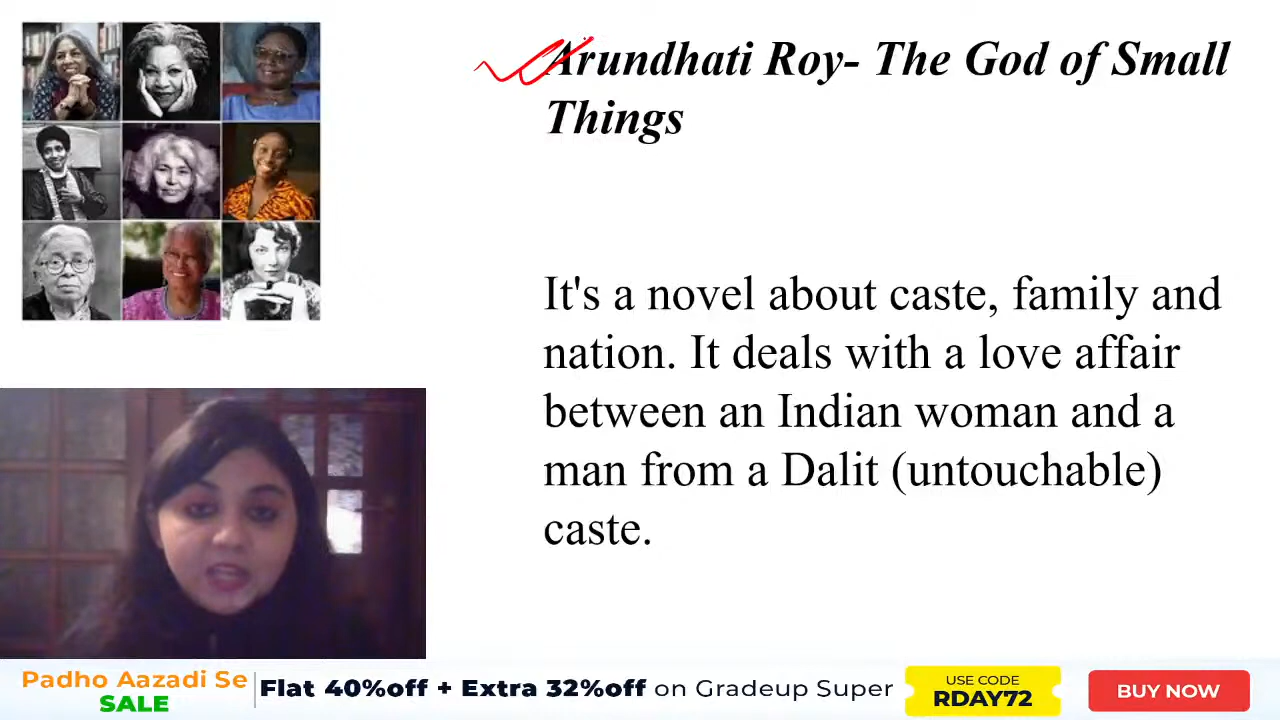 Arundhati Roy- The God of Small
Things
It's a novel about caste, family and
nation. It deals with a love affair
between an Indian woman and a
man from a Dalit (untouchable)
caste.
Padho Aazadi Se
SALE
Flat 40%off + Extra 32%off on Gradeup Super
USE CODE
RDAY72
BUY NOW